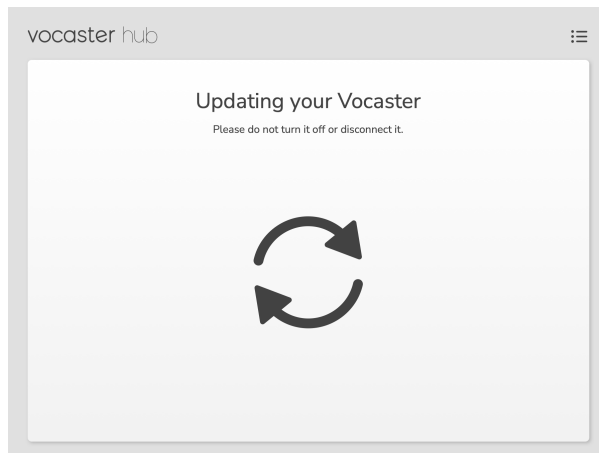 vocaster hub
Updating your Vocaster
Please do not turn it off or disconnect it.